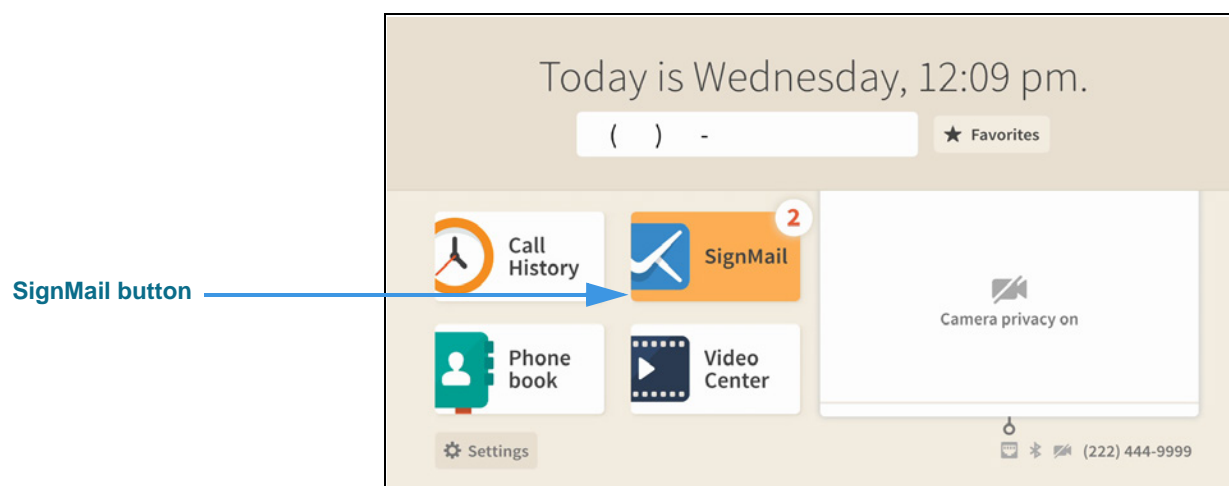 Today is Wednesday, 12:09 pm.
( ) -
★ Favorites
Call
History
2
SignMail
SignMail button
Camera privacy on
Phone
book
Video
Center
Settings
(222) 444-9999